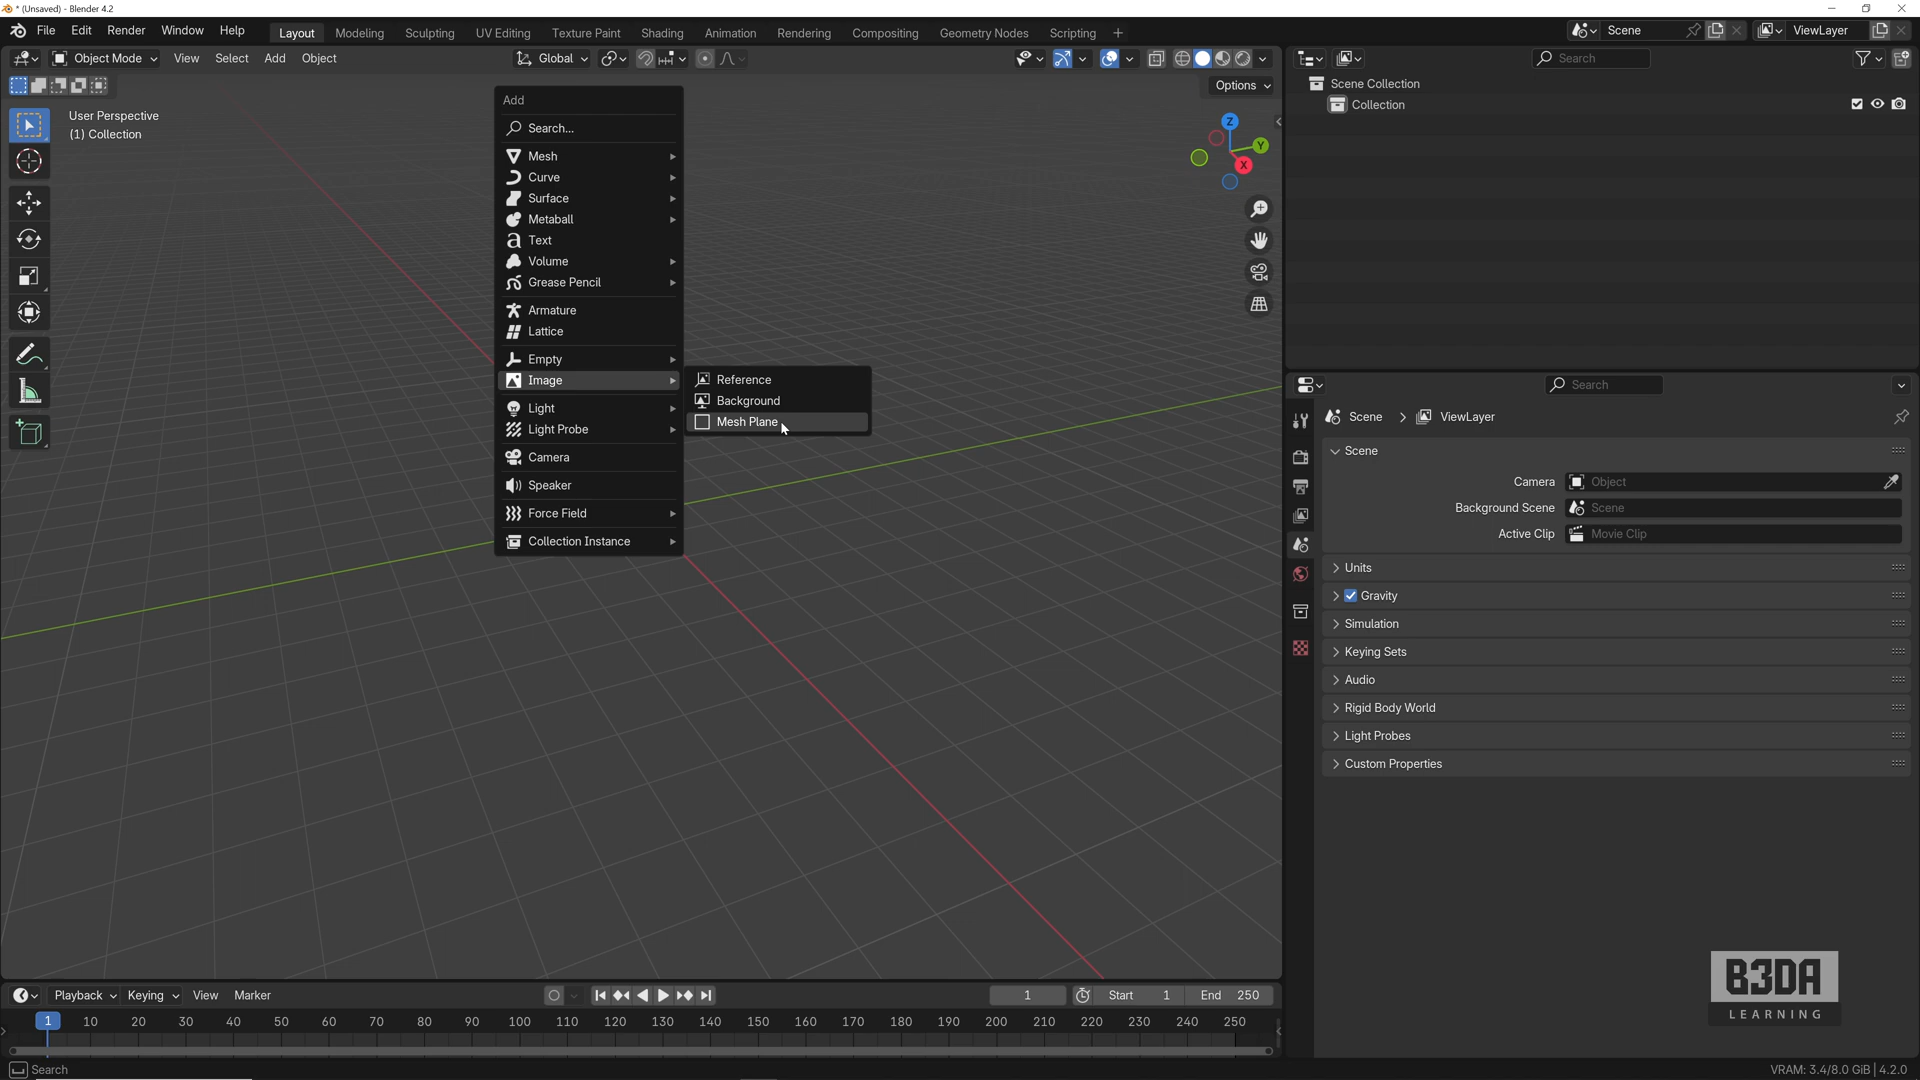 * (Unsaved) - Blender 4.2
File Edit Render Window Help Layout Modeling Sculpting UV Editing Texture Paint Shading Animation Rendering Compositing Geometry Nodes Scripting + Scene ViewLayer
Object Mode View Select Add Object Global
Options
User Perspective
(1) Collection
Z
Y
X
Add
Search...
Mesh
Curve
Surface
Metaball
Text
Volume
Grease Pencil
Armature
Lattice
Empty
Image
Light
Light Probe
Camera
Speaker
Force Field
Collection Instance
Reference
Background
Mesh Plane
Search
Scene Collection
Collection
Search
Scene > ViewLayer
Scene
Camera Object
Background Scene Scene
Active Clip Movie Clip
Units
Gravity
Simulation
Keying Sets
Audio
Rigid Body World
Light Probes
Custom Properties
B3DA
LEARNING
Playback Keying View Marker 1 Start 1 End 250
1 10 20 30 40 50 60 70 80 90 100 110 120 130 140 150 160 170 180 190 200 210 220 230 240 250
Search VRAM: 3.4/8.0 GiB | 4.2.0